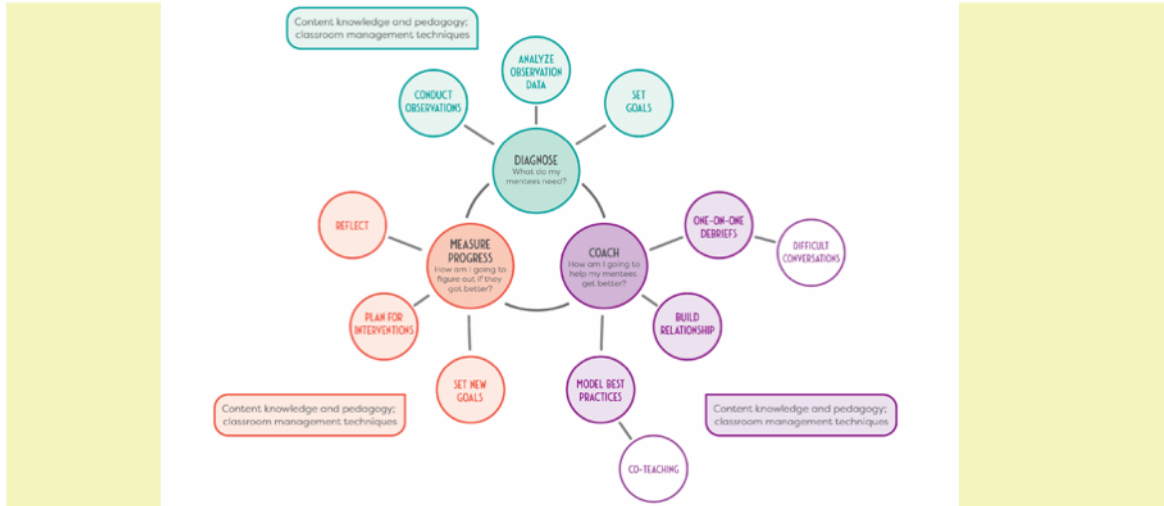 Content knowledge and pedagogy;
classroom management techniques
ANALYZE
OBSERVATION
DATA
CONDUCT
OBSERVATIONS
SET
GOALS
DIAGNOSE
What do my
mentees need?
REFLECT
MEASURE
PROGRESS
How am I going to
figure out if they
got better?
COACH
How am I going to
help my mentees
get better?
ONE-ON-ONE
DEBRIEFS
DIFFICULT
CONVERSATIONS
PLAN FOR
INTERVENTIONS
BUILD
RELATIONSHIP
SET NEW
GOALS
MODEL BEST
PRACTICES
Content knowledge and pedagogy;
classroom management techniques
Content knowledge and pedagogy;
classroom management techniques
CO-TEACHING